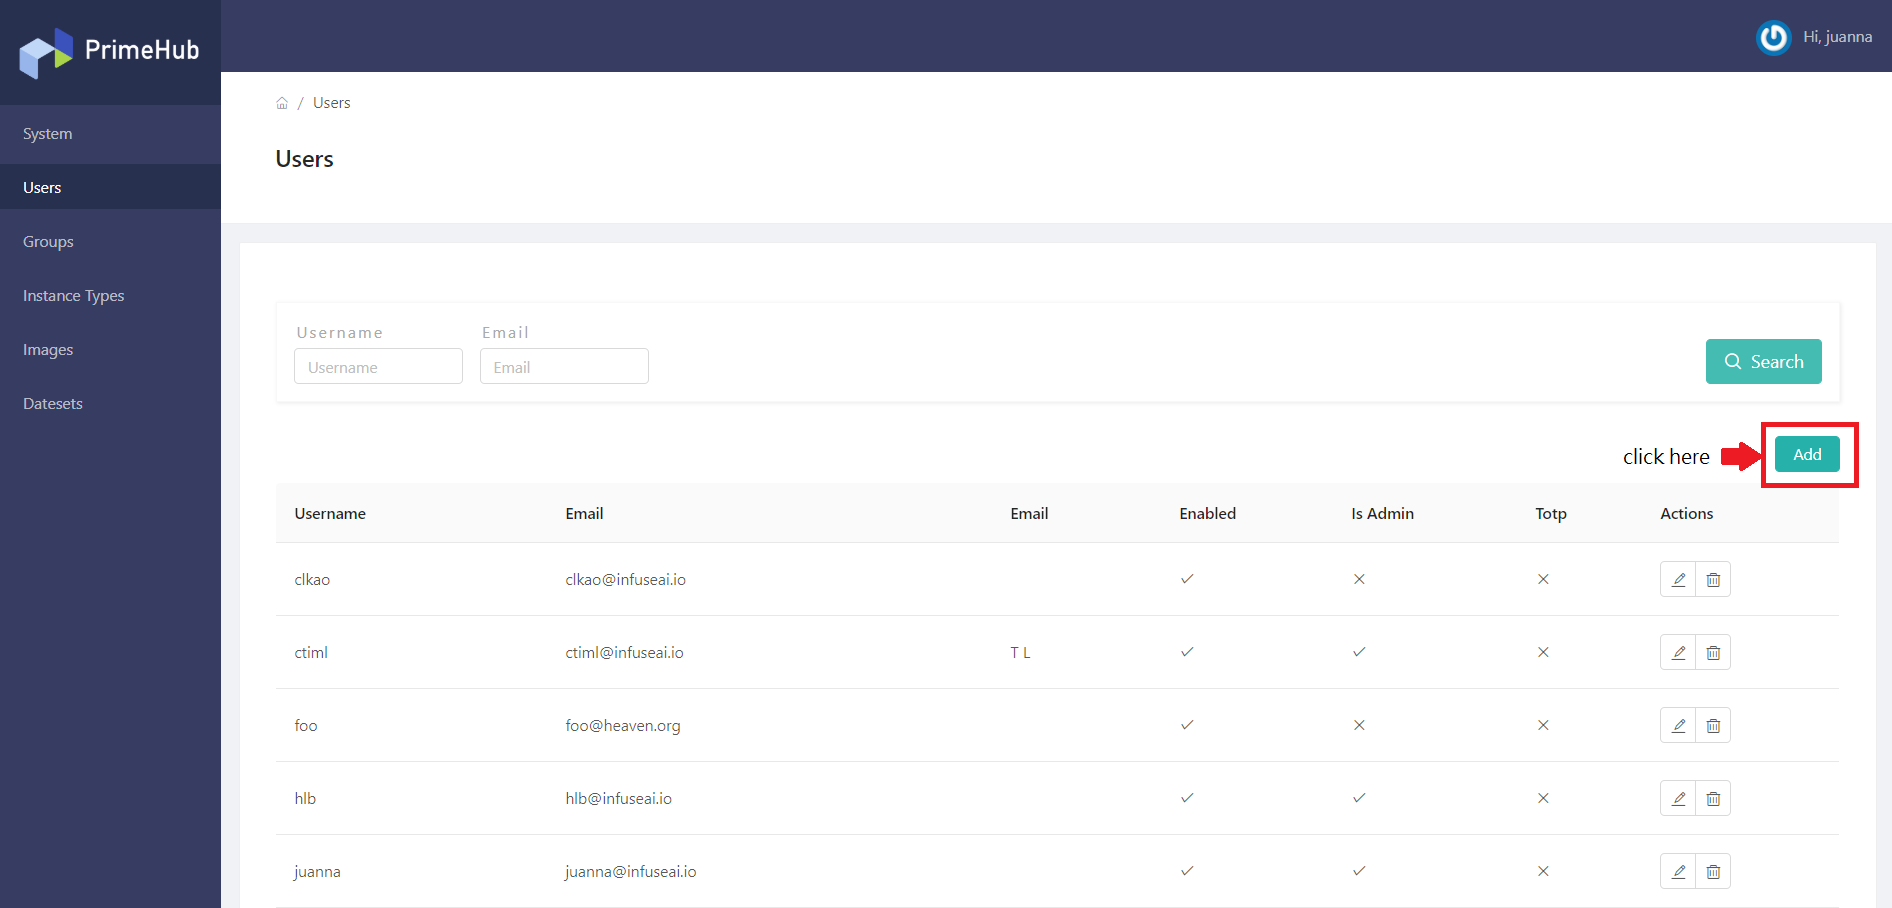 PrimeHub
Hi, juanna
System
Users
Groups
Instance Types
Images
Datesets
/ Users
Users
Username Email
Username Email
Search
click here Add
Username Email Email Enabled Is Admin Totp Actions
clkao clkao@infuseai.io
ctiml ctiml@infuseai.io T L
foo foo@heaven.org
hlb hlb@infuseai.io
juanna juanna@infuseai.io